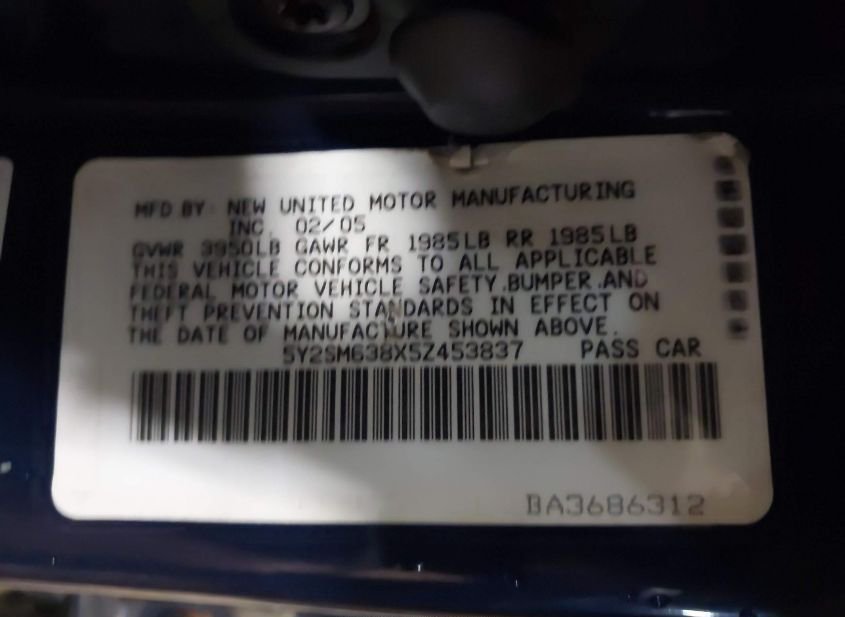 MFD BY NEW UNITED MOTOR MANUFACTURING
INC. 02/05
GVWR 3950LB GAWR FR 1985LB RR 1985LB
THIS VEHICLE CONFORMS TO ALL APPLICABLE
FEDERAL MOTOR VEHICLE SAFETY,BUMPER,AND
THEFT PREVENTION STANDARDS IN EFFECT ON
THE DATE OF MANUFACTURE SHOWN ABOVE.
5Y2SM638X5Z453837 PASS CAR
BA3686312